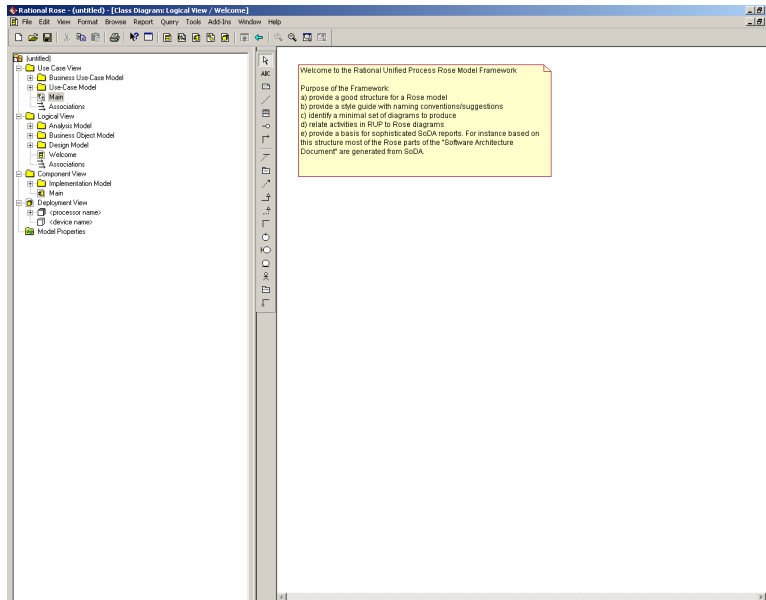 Rational Rose - (untitled) - [Class Diagram: Logical View / Welcome]
File Edit View Format Browse Report Query Tools Add-Ins Window Help
(untitled)
Use Case View
Business Use-Case Model
Use-Case Model
Main
Associations
Logical View
Analysis Model
Business Object Model
Design Model
Welcome
Associations
Component View
Implementation Model
Main
Deployment View
<processor name>
<device name>
Model Properties
ABC
Welcome to the Rational Unified Process Rose Model Framework
Purpose of the Framework:
a) provide a good structure for a Rose model
b) provide a style guide with naming conventions/suggestions
c) identify a minimal set of diagrams to produce
d) relate activities in RUP to Rose diagrams
e) provide a basis for sophisticated SoDA reports. For instance based on
this structure most of the Rose parts of the "Software Architecture
Document" are generated from SoDA.